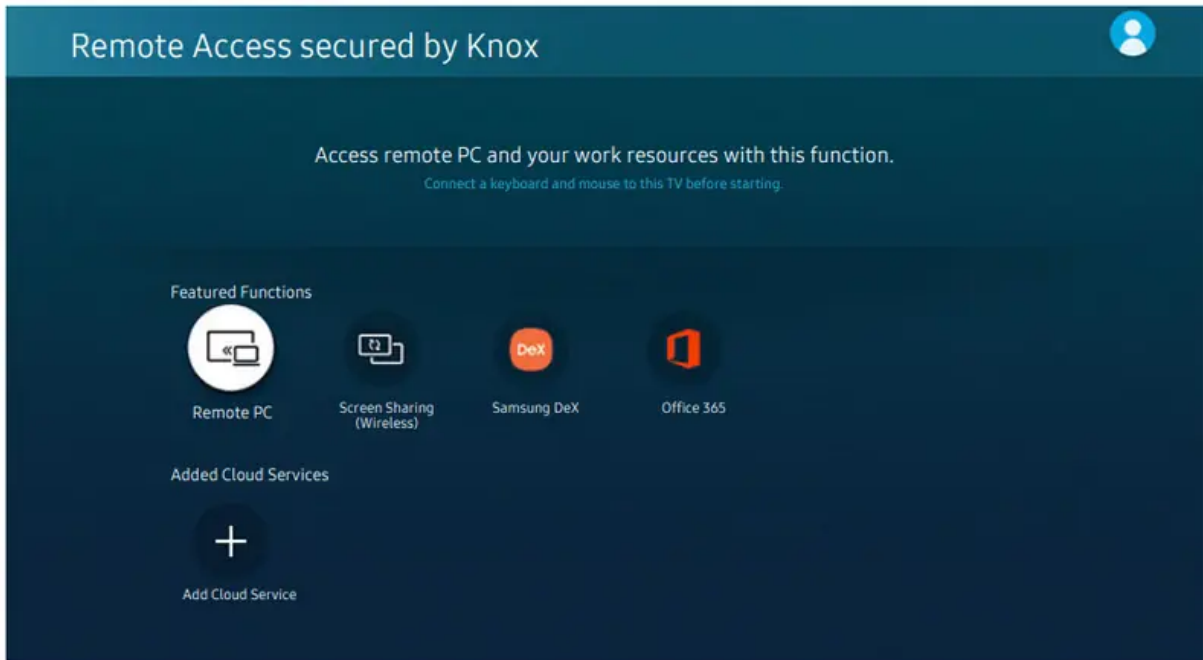 Remote Access secured by Knox
Access remote PC and your work resources with this function.
Connect a keyboard and mouse to this TV before starting.
Featured Functions
Remote PC
Screen Sharing
(Wireless)
DeX
Samsung DeX
Office 365
Added Cloud Services
Add Cloud Service